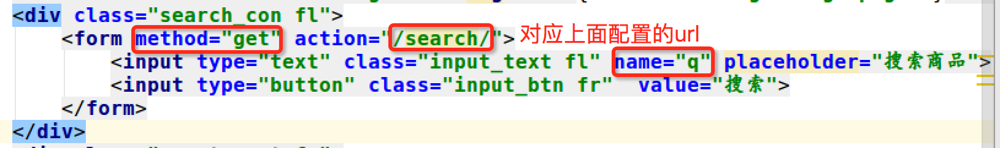 <div class="search_con fl">
<form method="get" action="/search/"> 对应上面配置的url
<input type="text" class="input_text fl" name="q" placeholder="搜索商品">
<input type="button" class="input_btn fr"  value="搜索">
</form>
</div>